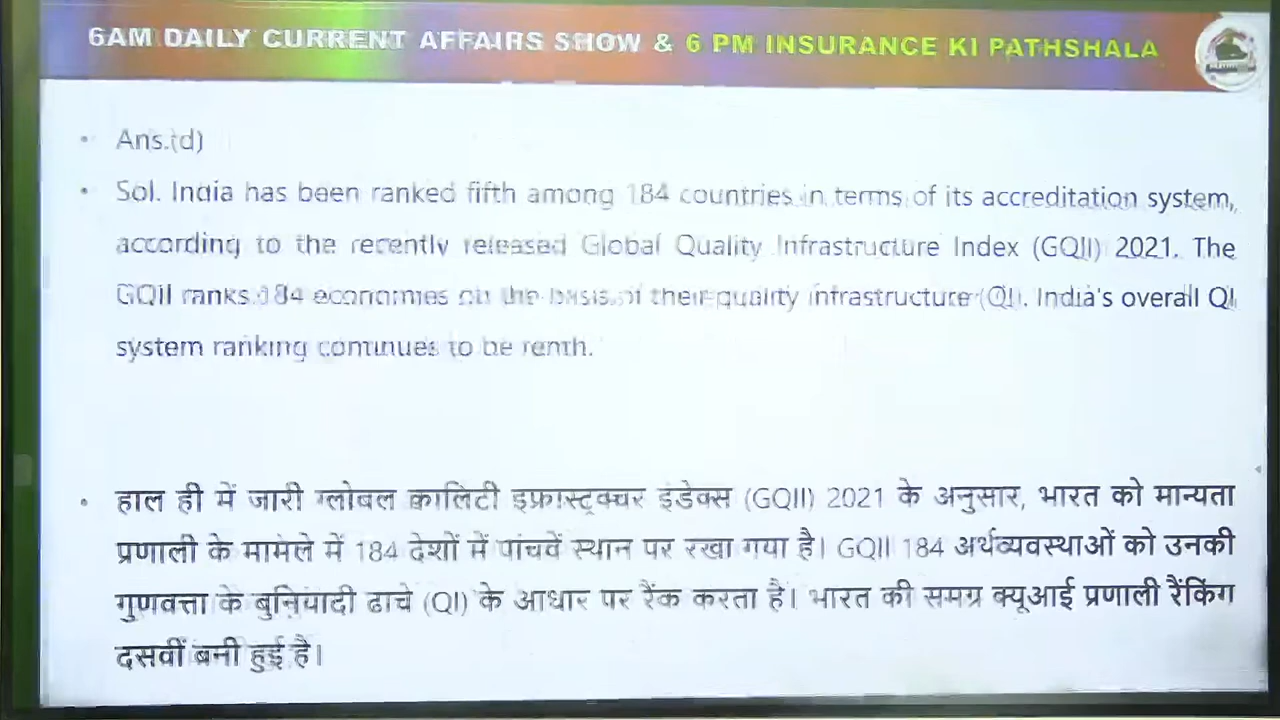 6AM DAILY CURRENT AFFAIRS SHOW & 6 PM INSURANCE KI PATHSHALA
• Ans.(d)
• Sol. India has been ranked fifth among 184 countries in terms of its accreditation system,
according to the recently released Global Quality Infrastructure Index (GQII) 2021. The
GQII ranks 184 economies on the basis of their quality infrastructure (QI). India's overall QI
system ranking continues to be tenth.
• हाल ही में जारी ग्लोबल क्वालिटी इंफ्रास्ट्रक्चर इंडेक्स (GQII) 2021 के अनुसार, भारत को मान्यता
प्रणाली के मामले में 184 देशों में पांचवें स्थान पर रखा गया है। GQII 184 अर्थव्यवस्थाओं को उनकी
गुणवत्ता के बुनियादी ढांचे (QI) के आधार पर रैंक करता है। भारत की समग्र क्यूआई प्रणाली रैंकिंग
दसवीं बनी हुई है।